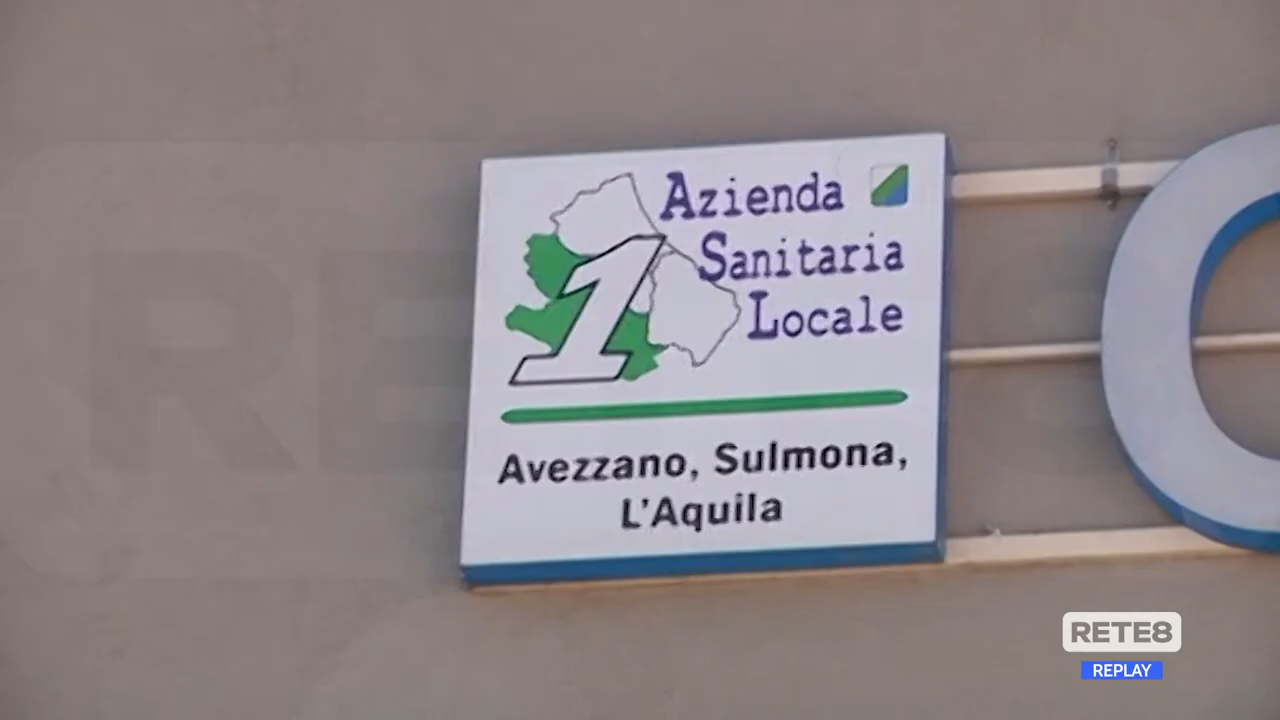 Azienda
Sanitaria
Locale
1
Avezzano, Sulmona,
L'Aquila
C
RETE8
REPLAY